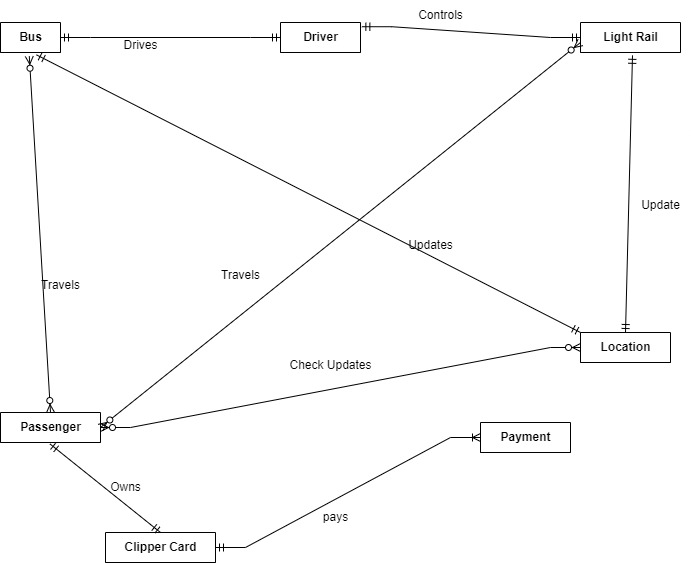 Controls
Bus
Driver
Light Rail
Drives
Update
Updates
Travels
Travels
Location
Check Updates
Passenger
Payment
Owns
pays
Clipper Card